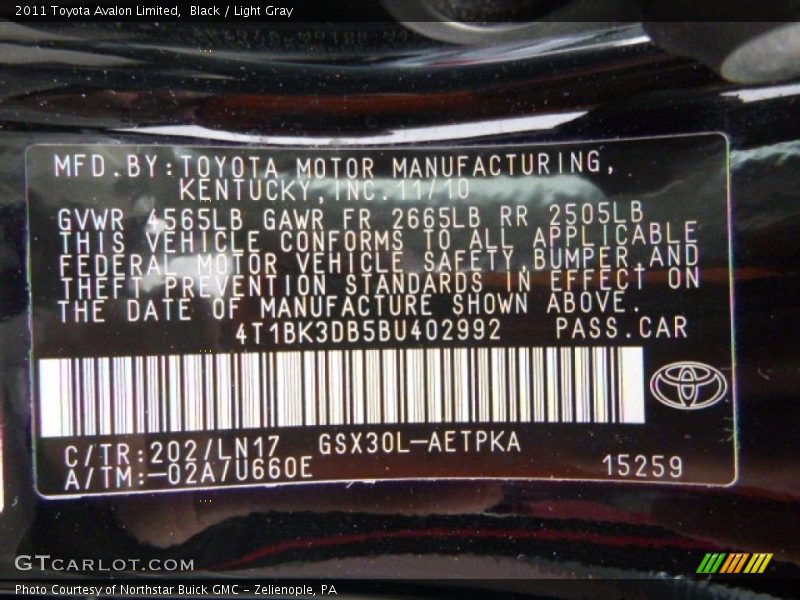 2011 Toyota Avalon Limited, Black / Light Gray
MFD.BY:TOYOTA MOTOR MANUFACTURING,
KENTUCKY,INC.11/10
GVWR 4565LB GAWR FR 2665LB RR 2505LB
THIS VEHICLE CONFORMS TO ALL APPLICABLE
FEDERAL MOTOR VEHICLE SAFETY,BUMPER,AND
THEFT PREVENTION STANDARDS IN EFFECT ON
THE DATE OF MANUFACTURE SHOWN ABOVE.
4T1BK3DB5BU402992 PASS.CAR
C/TR:202/LN17 GSX30L-AETPKA
A/TM:-02A/U660E 15259
GTCARLOT.COM
Photo Courtesy of Northstar Buick GMC - Zelienople, PA